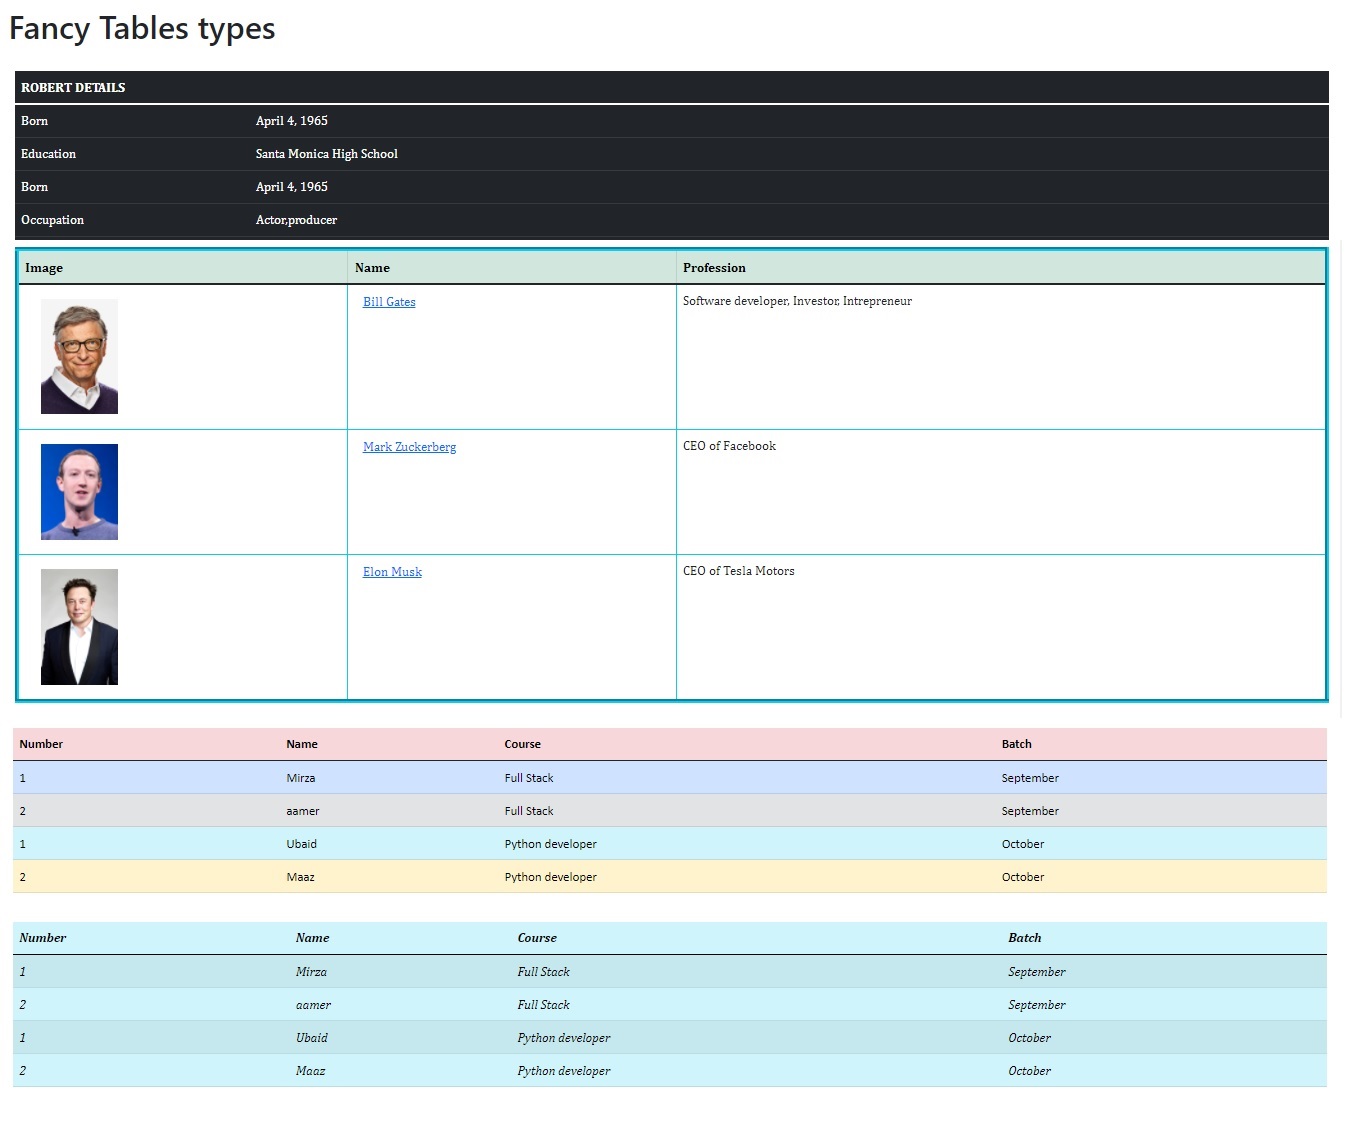 Fancy Tables types
ROBERT DETAILS
Born April 4, 1965
Education Santa Monica High School
Born April 4, 1965
Occupation Actor,producer
Image Name Profession
Bill Gates Software developer, Investor, Intrepreneur
Mark Zuckerberg CEO of Facebook
Elon Musk CEO of Tesla Motors
Number Name Course Batch
1 Mirza Full Stack September
2 aamer Full Stack September
1 Ubaid Python developer October
2 Maaz Python developer October
Number Name Course Batch
1 Mirza Full Stack September
2 aamer Full Stack September
1 Ubaid Python developer October
2 Maaz Python developer October